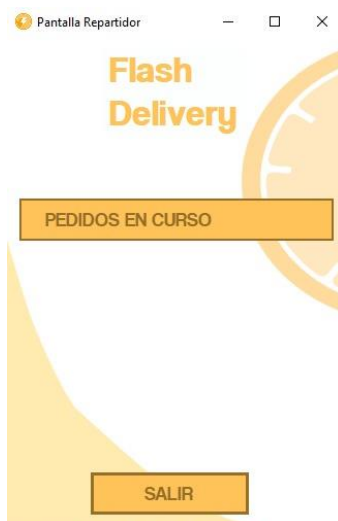 Pantalla Repartidor
Flash
Delivery
PEDIDOS EN CURSO
SALIR